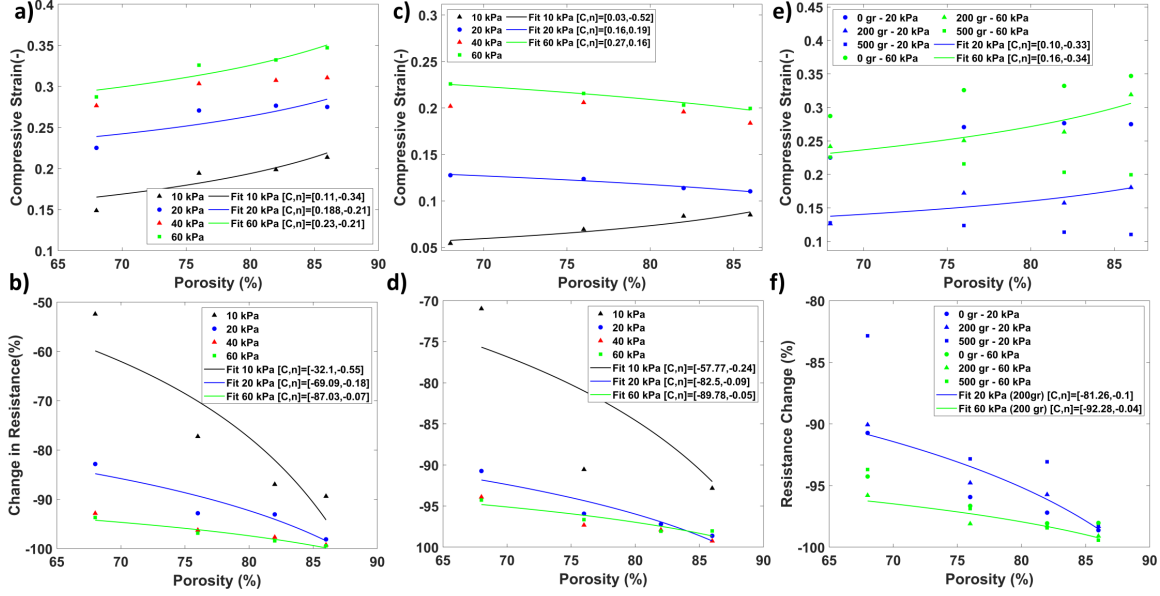 a)
Compressive Strain(-)
0.4
0.35
0.3
0.25
0.2
0.15
0.1
10 kPa
20 kPa
40 kPa
60 kPa
Fit 10 kPa [C,n]=[0.11,-0.34]
Fit 20 kPa [C,n]=[0.188,-0.21]
Fit 60 kPa [C,n]=[0.23,-0.21]
65 70 75 80 85 90
Porosity (%)
c)
Compressive Strain(-)
0.3
0.25
0.2
0.15
0.1
0.05
10 kPa
20 kPa
40 kPa
60 kPa
Fit 10 kPa [C,n]=[0.03,-0.52]
Fit 20 kPa [C,n]=[0.16,0.19]
Fit 60 kPa [C,n]=[0.27,0.16]
70 75 80 85
Porosity (%)
e)
Compressive Strain(-)
0.45
0.4
0.35
0.3
0.25
0.2
0.15
0.1
0 gr - 20 kPa
200 gr - 20 kPa
500 gr - 20 kPa
0 gr - 60 kPa
200 gr - 60 kPa
500 gr - 60 kPa
Fit 20 kPa [C,n]=[0.10,-0.33]
Fit 60 kPa [C,n]=[0.16,-0.34]
70 75 80 85
Porosity (%)
b)
Change in Resistance(%)
-50
-60
-70
-80
-90
-100
10 kPa
20 kPa
40 kPa
60 kPa
Fit 10 kPa [C,n]=[-32.1,-0.55]
Fit 20 kPa [C,n]=[-69.09,-0.18]
Fit 60 kPa [C,n]=[-87.03,-0.07]
65 70 75 80 85 90
Porosity (%)
d)
-70
-75
-80
-85
-90
-95
100
10 kPa
20 kPa
40 kPa
60 kPa
Fit 10 kPa [C,n]=[-57.77,-0.24]
Fit 20 kPa [C,n]=[-82.5,-0.09]
Fit 60 kPa [C,n]=[-89.78,-0.05]
65 70 75 80 85 90
Porosity (%)
f)
Resistance Change (%)
-80
-85
-90
-95
-100
0 gr - 20 kPa
200 gr - 20 kPa
500 gr - 20 kPa
0 gr - 60 kPa
200 gr - 60 kPa
500 gr - 60 kPa
Fit 20 kPa (200gr) [C,n]=[-81.26,-0.1]
Fit 60 kPa (200 gr) [C,n]=[-92.28,-0.04]
65 70 75 80 85 90
Porosity (%)